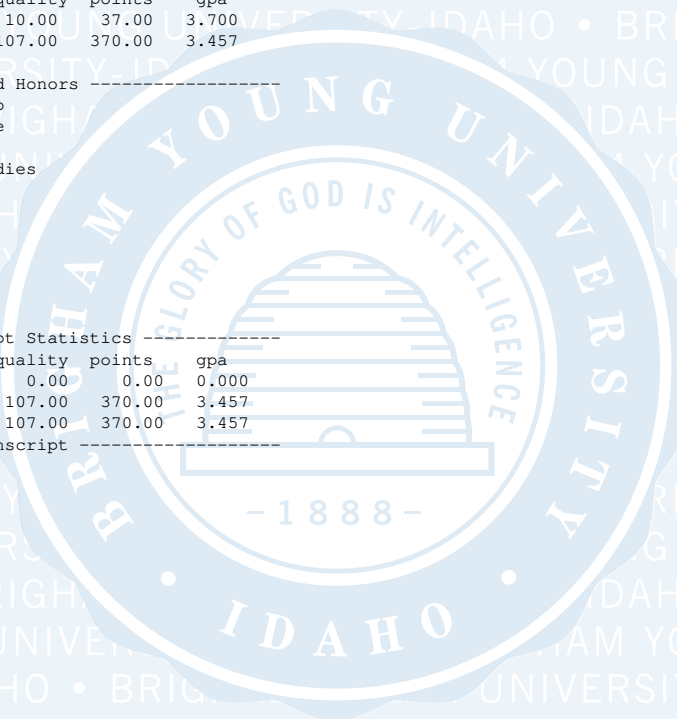 quality points gpa
10.00 37.00 3.700
107.00 370.00 3.457
d Honors ------------------
dies
ot Statistics -------------
quality points gpa
0.00 0.00 0.000
107.00 370.00 3.457
107.00 370.00 3.457
nscript -------------------
BRIGHAM YOUNG UNIVERSITY
• IDAHO •
THE GLORY OF GOD IS INTELLIGENCE
-1888-